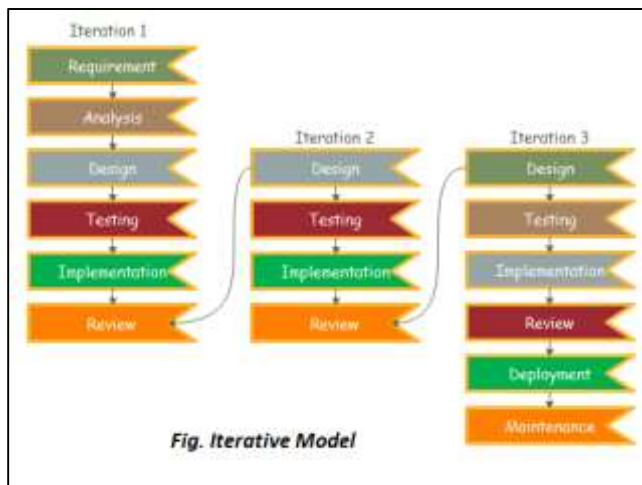 Iteration 1
Requirement
Analysis
Design
Testing
Implementation
Review
Iteration 2
Design
Testing
Implementation
Review
Iteration 3
Design
Testing
Implementation
Review
Deployment
Maintenance
Fig. Iterative Model